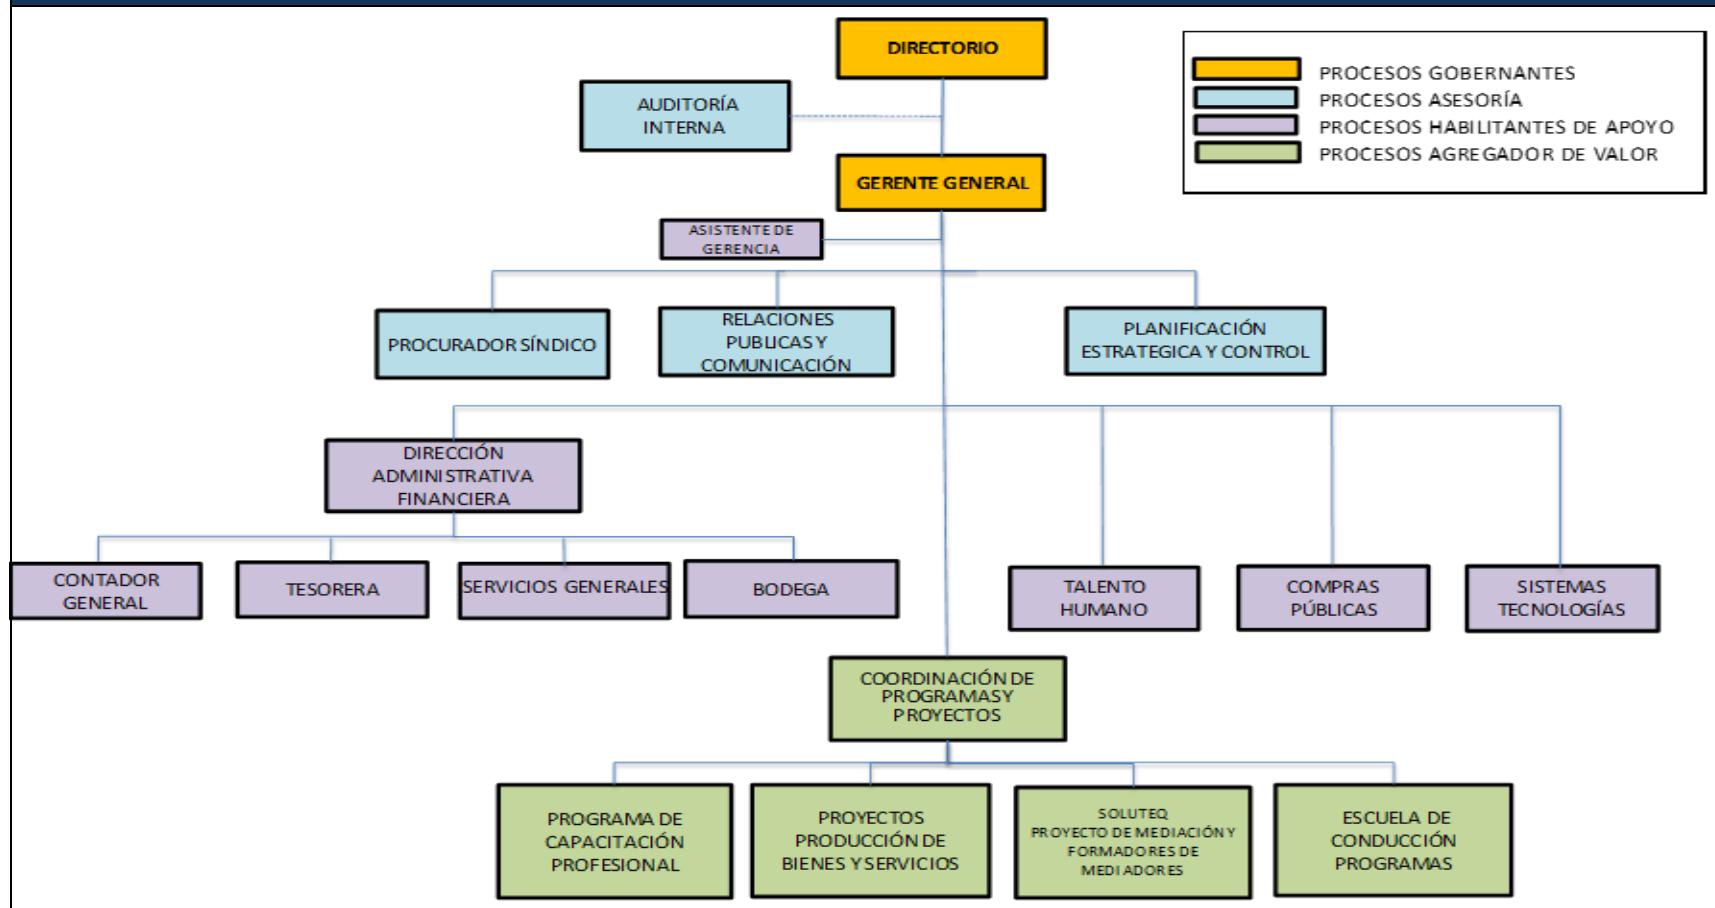 DIRECTORIO
PROCESOS GOBERNANTES
PROCESOS ASESORÍA
PROCESOS HABILITANTES DE APOYO
PROCESOS AGREGADOR DE VALOR
AUDITORÍA
INTERNA
GERENTE GENERAL
ASISTENTE DE
GERENCIA
PROCURADOR SÍNDICO
RELACIONES
PUBLICAS Y
COMUNICACIÓN
PLANIFICACIÓN
ESTRATEGICA Y CONTROL
DIRECCIÓN
ADMINISTRATIVA
FINANCIERA
CONTADOR
GENERAL
TESORERA
SERVICIOS GENERALES
BODEGA
TALENTO
HUMANO
COMPRAS
PÚBLICAS
SISTEMAS
TECNOLOGÍAS
COORDINACIÓN DE
PROGRAMAS Y
PROYECTOS
PROGRAMA DE
CAPACITACIÓN
PROFESIONAL
PROYECTOS
PRODUCCIÓN DE
BIENES Y SERVICIOS
SOLUTEQ
PROYECTO DE MEDIACIÓN Y
FORMADORES DE
MEDIADORES
ESCUELA DE
CONDUCCIÓN
PROGRAMAS